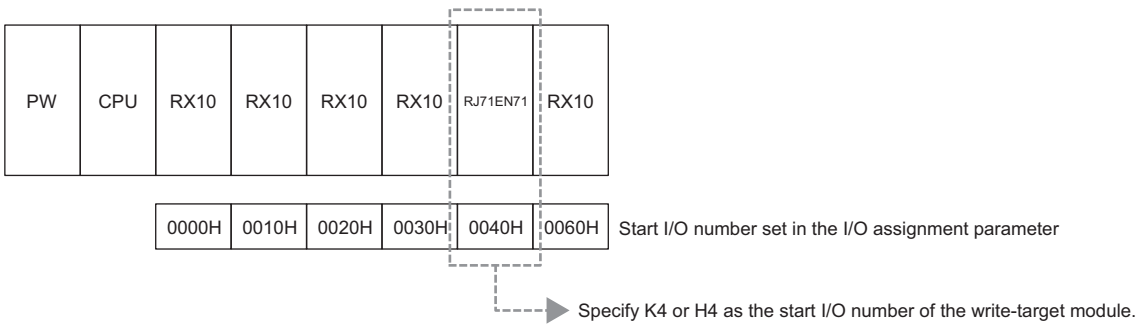 PW CPU RX10 RX10 RX10 RX10 RJ71EN71 RX10
0000H 0010H 0020H 0030H 0040H 0060H Start I/O number set in the I/O assignment parameter
Specify K4 or H4 as the start I/O number of the write-target module.